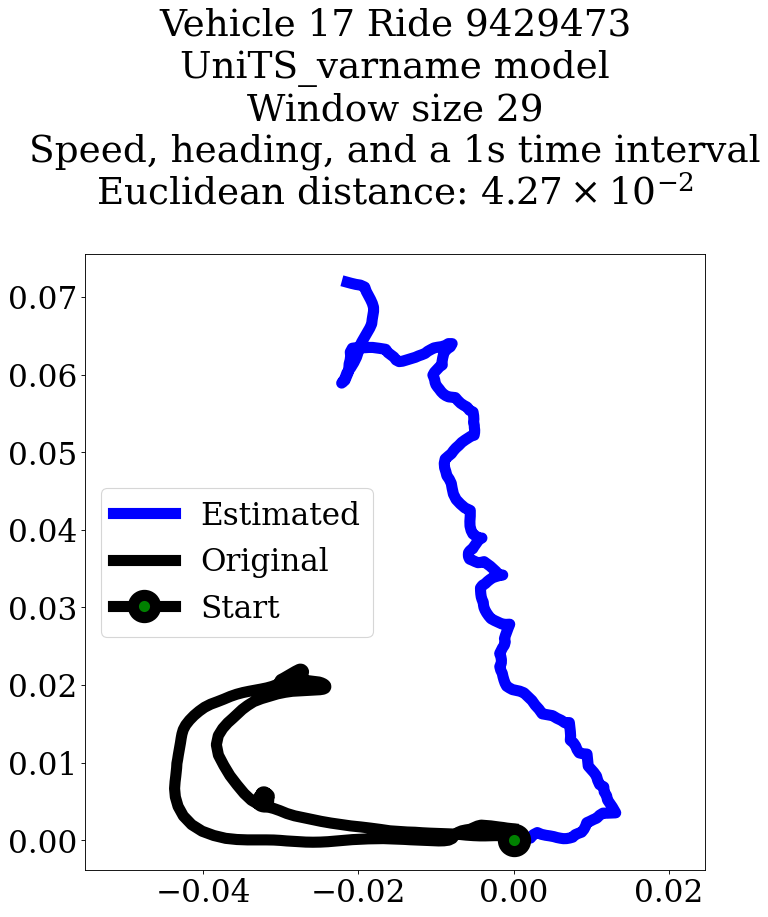 Vehicle 17 Ride 9429473
UniTS_varname model
Window size 29
Speed, heading, and a 1s time interval
Euclidean distance: 4.27 × 10⁻²
0.07
0.06
0.05
0.04
0.03
0.02
0.01
0.00
Estimated
Original
Start
−0.04 −0.02 0.00 0.02